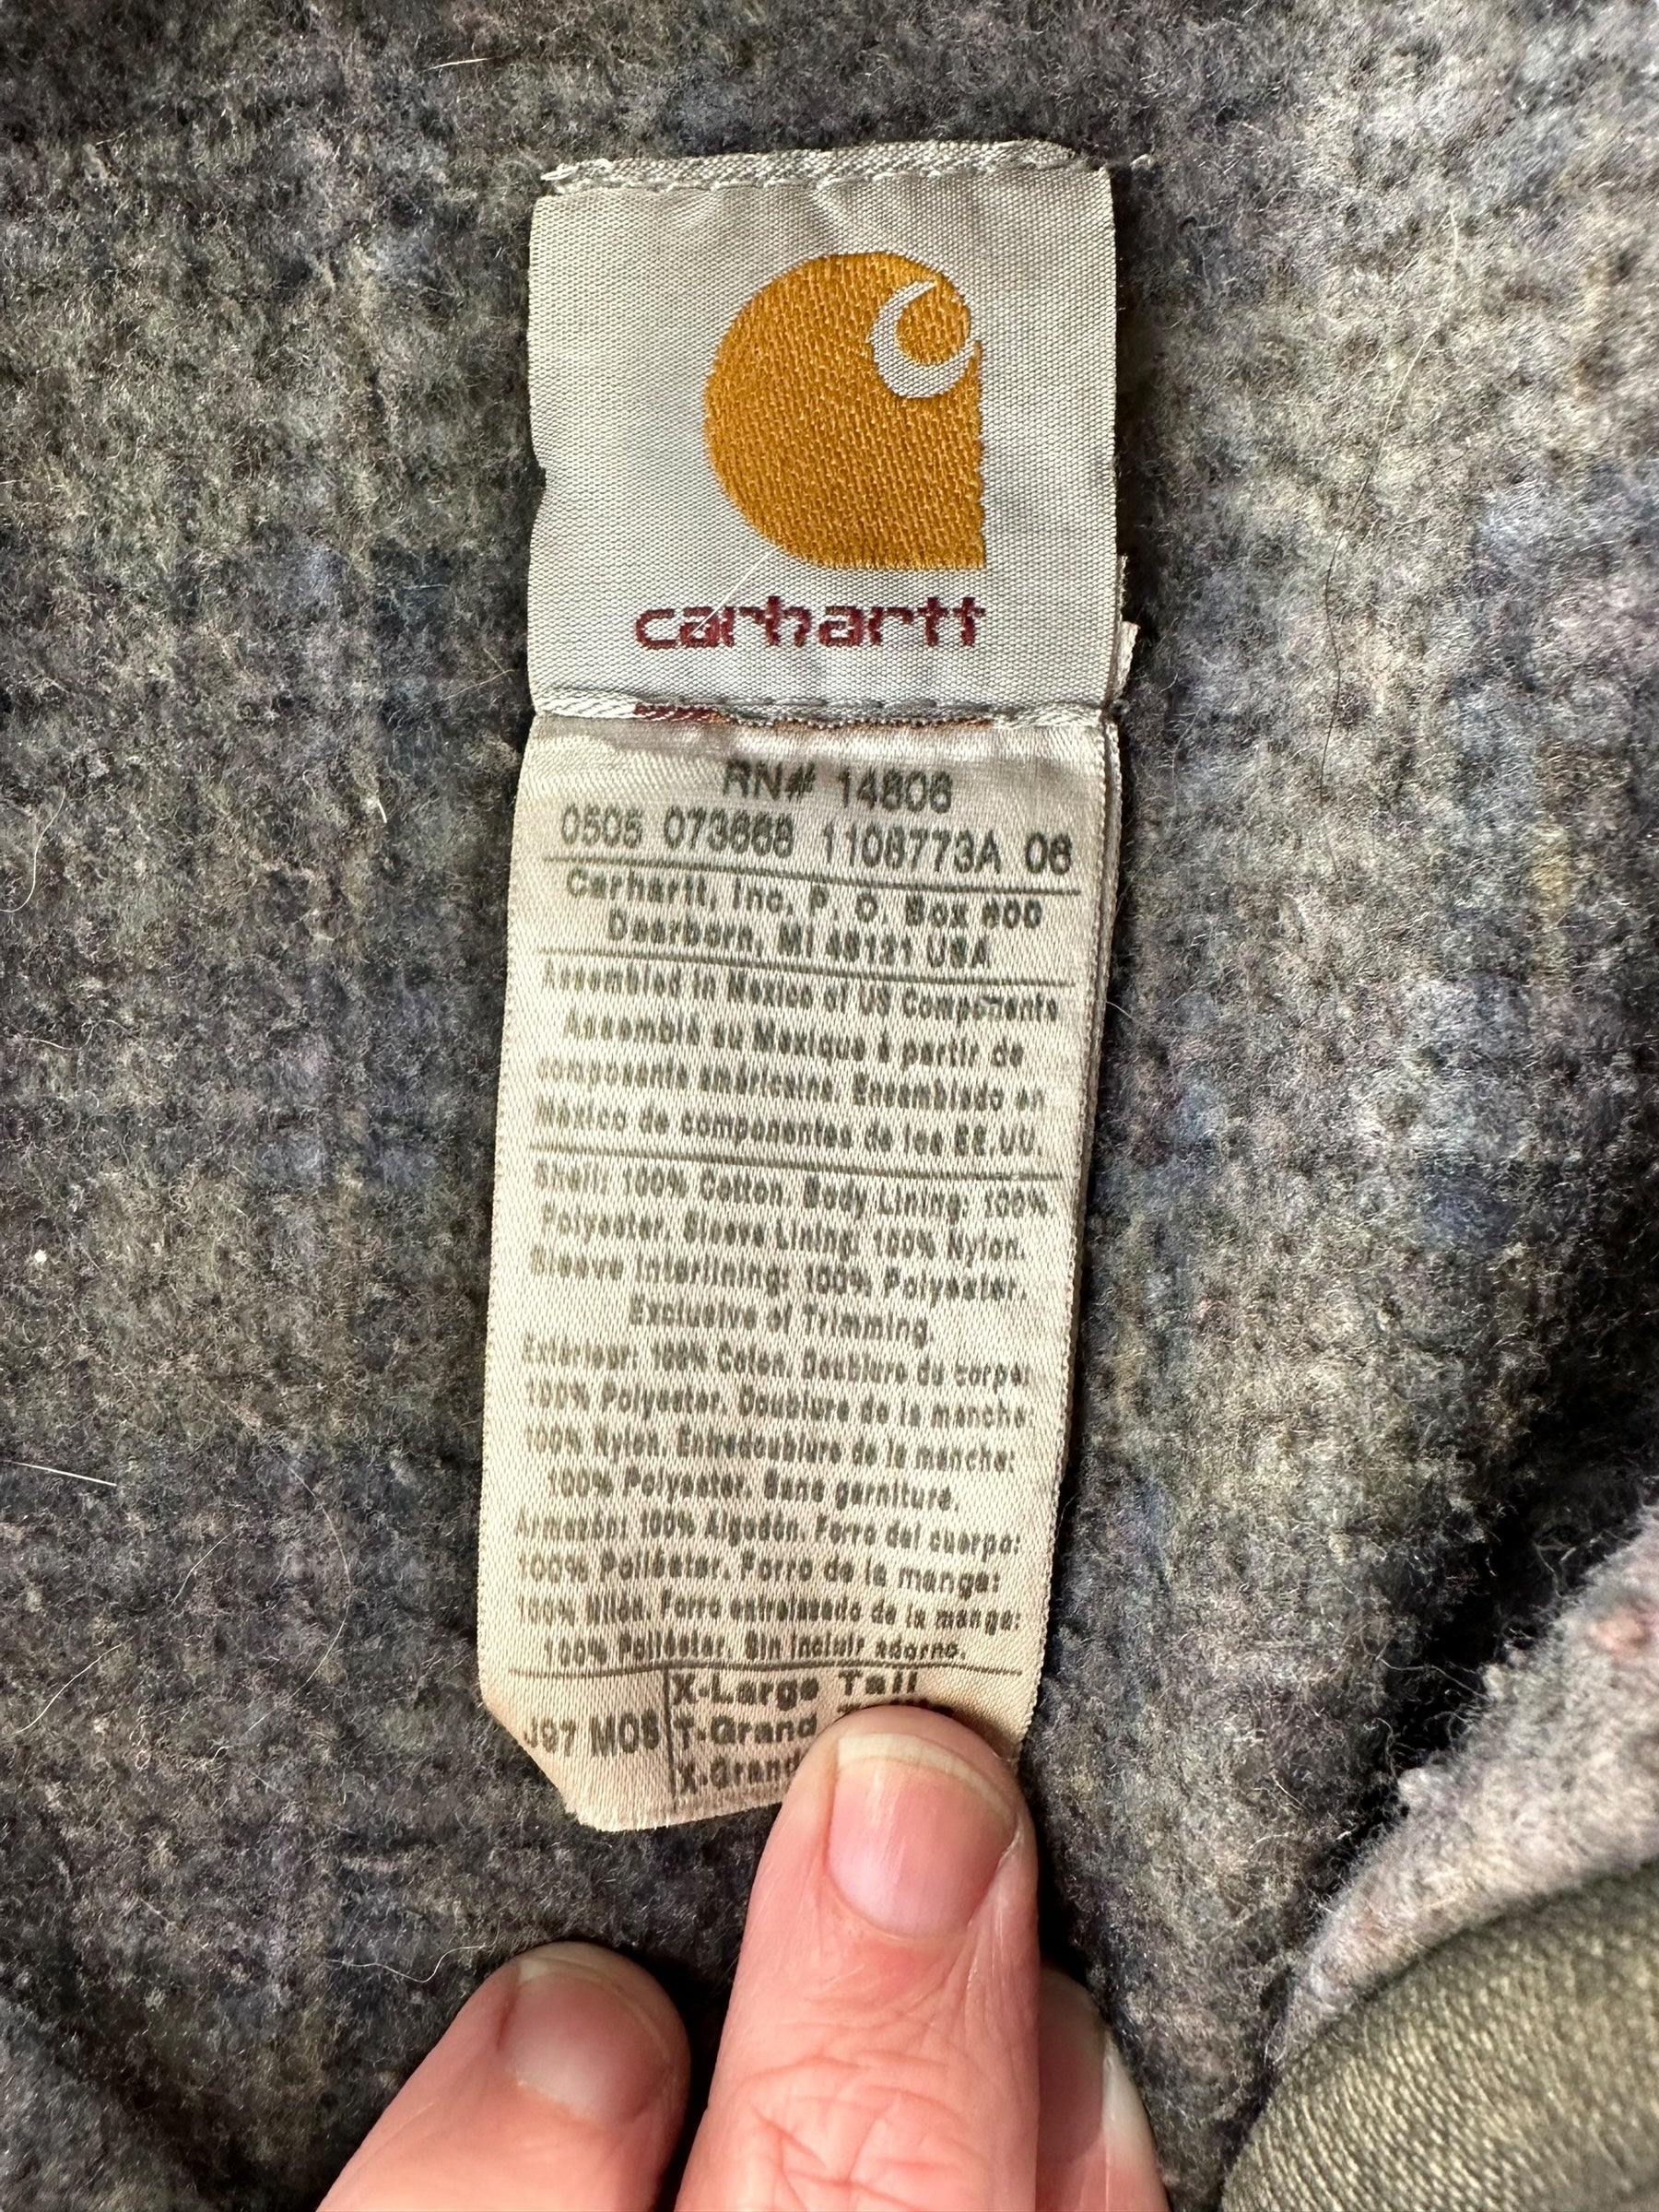 carhartt
RN# 14806
0505 073668 1108773A 06
Carhartt, Inc. P. O. Box 600
Dearborn, MI 48121 USA
Assembled in Mexico of US Components
Assemblé au Mexique à partir de
composants américains. Ensamblado en
México de componentes de los EE.UU.
Shell: 100% Cotton. Body Lining: 100%
Polyester. Sleeve Lining: 100% Nylon.
Sleeve Interlining: 100% Polyester.
Exclusive of Trimming
Extérieur: 100% Coton. Doublure du corps:
100% Polyester. Doublure de la manche
100% Nylon. Entredoublure de la manche:
100% Polyester. Sans garniture.
Armazón: 100% Algodón. Forro del cuerpo:
100% Poliéster. Forro de la manga:
100% Nilón. Forro entrelazado de la manga:
100% Poliéster. Sin incluir adorno.
J97 MOS
X-Large Tall
T-Grand
X-Grand